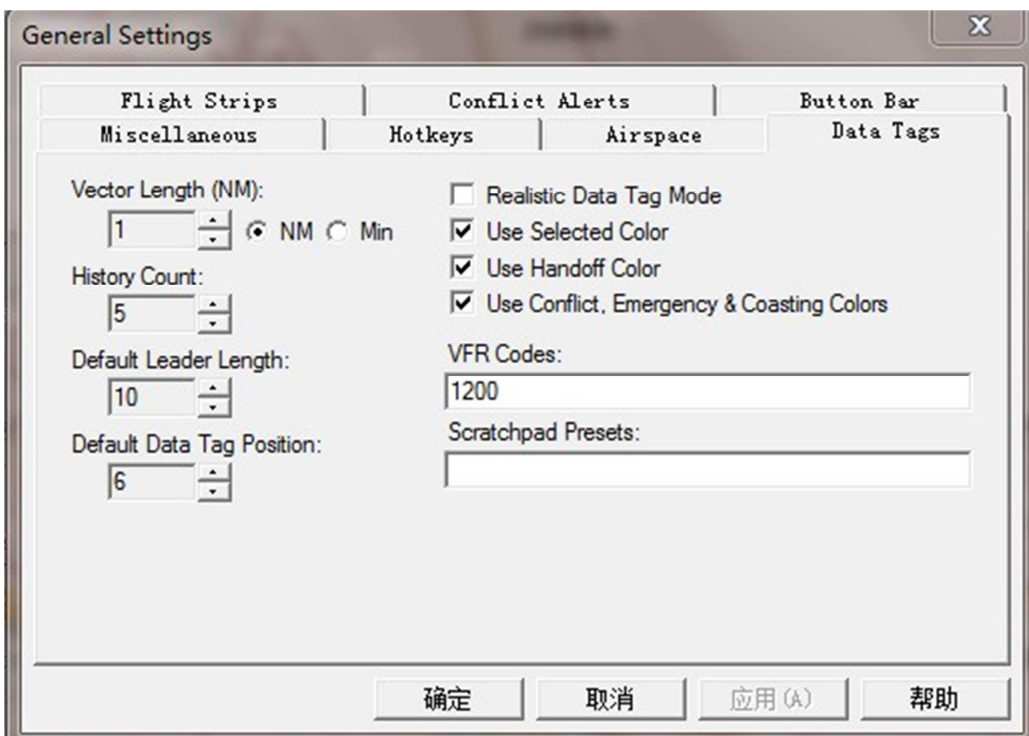 General Settings
Flight Strips
Conflict Alerts
Button Bar
Miscellaneous
Hotkeys
Airspace
Data Tags
Vector Length (NM):
1
NM
Min
History Count:
5
Default Leader Length:
10
Default Data Tag Position:
6
Realistic Data Tag Mode
Use Selected Color
Use Handoff Color
Use Conflict, Emergency & Coasting Colors
VFR Codes:
1200
Scratchpad Presets:
确定
取消
应用(A)
帮助